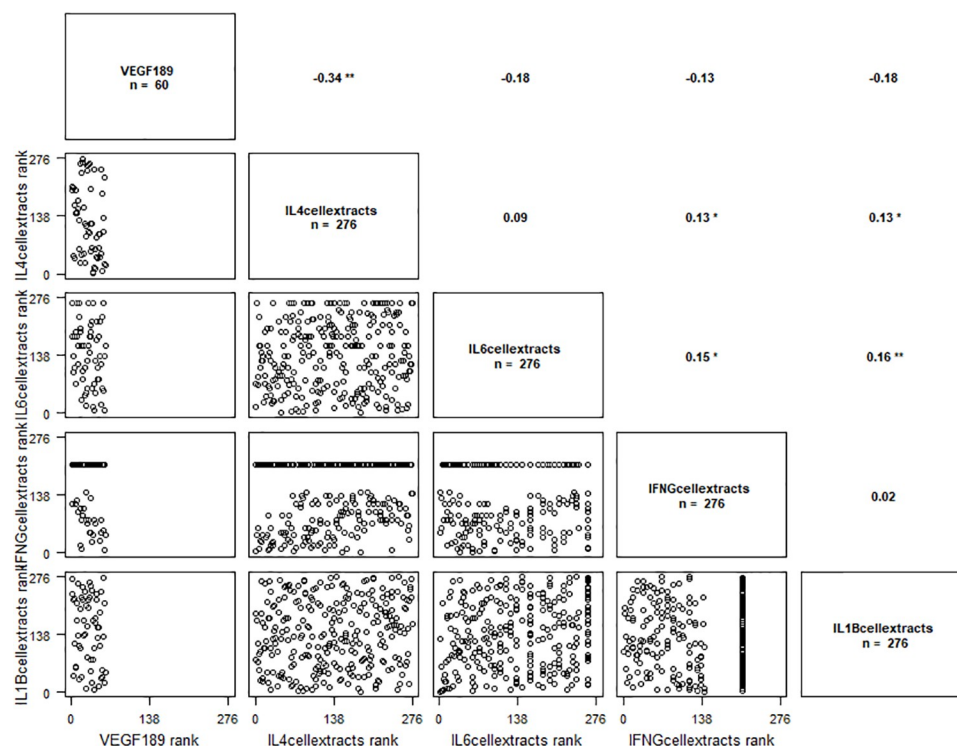 VEGF189
n = 60
-0.34 **
-0.18
-0.13
-0.18
IL4cellextracts rank
276
138
0
IL4cellextracts
n = 276
0.09
0.13 *
0.13 *
IL6cellextracts rank
276
138
0
IL6cellextracts
n = 276
0.15 *
0.16 **
IFNGcellextracts rank
276
138
0
IFNGcellextracts
n = 276
0.02
IL1Bcellextracts rank
276
138
0
IL1Bcellextracts
n = 276
0 138 276
0 138 276
0 138 276
0 138 276
VEGF189 rank
IL4cellextracts rank
IL6cellextracts rank
IFNGcellextracts rank